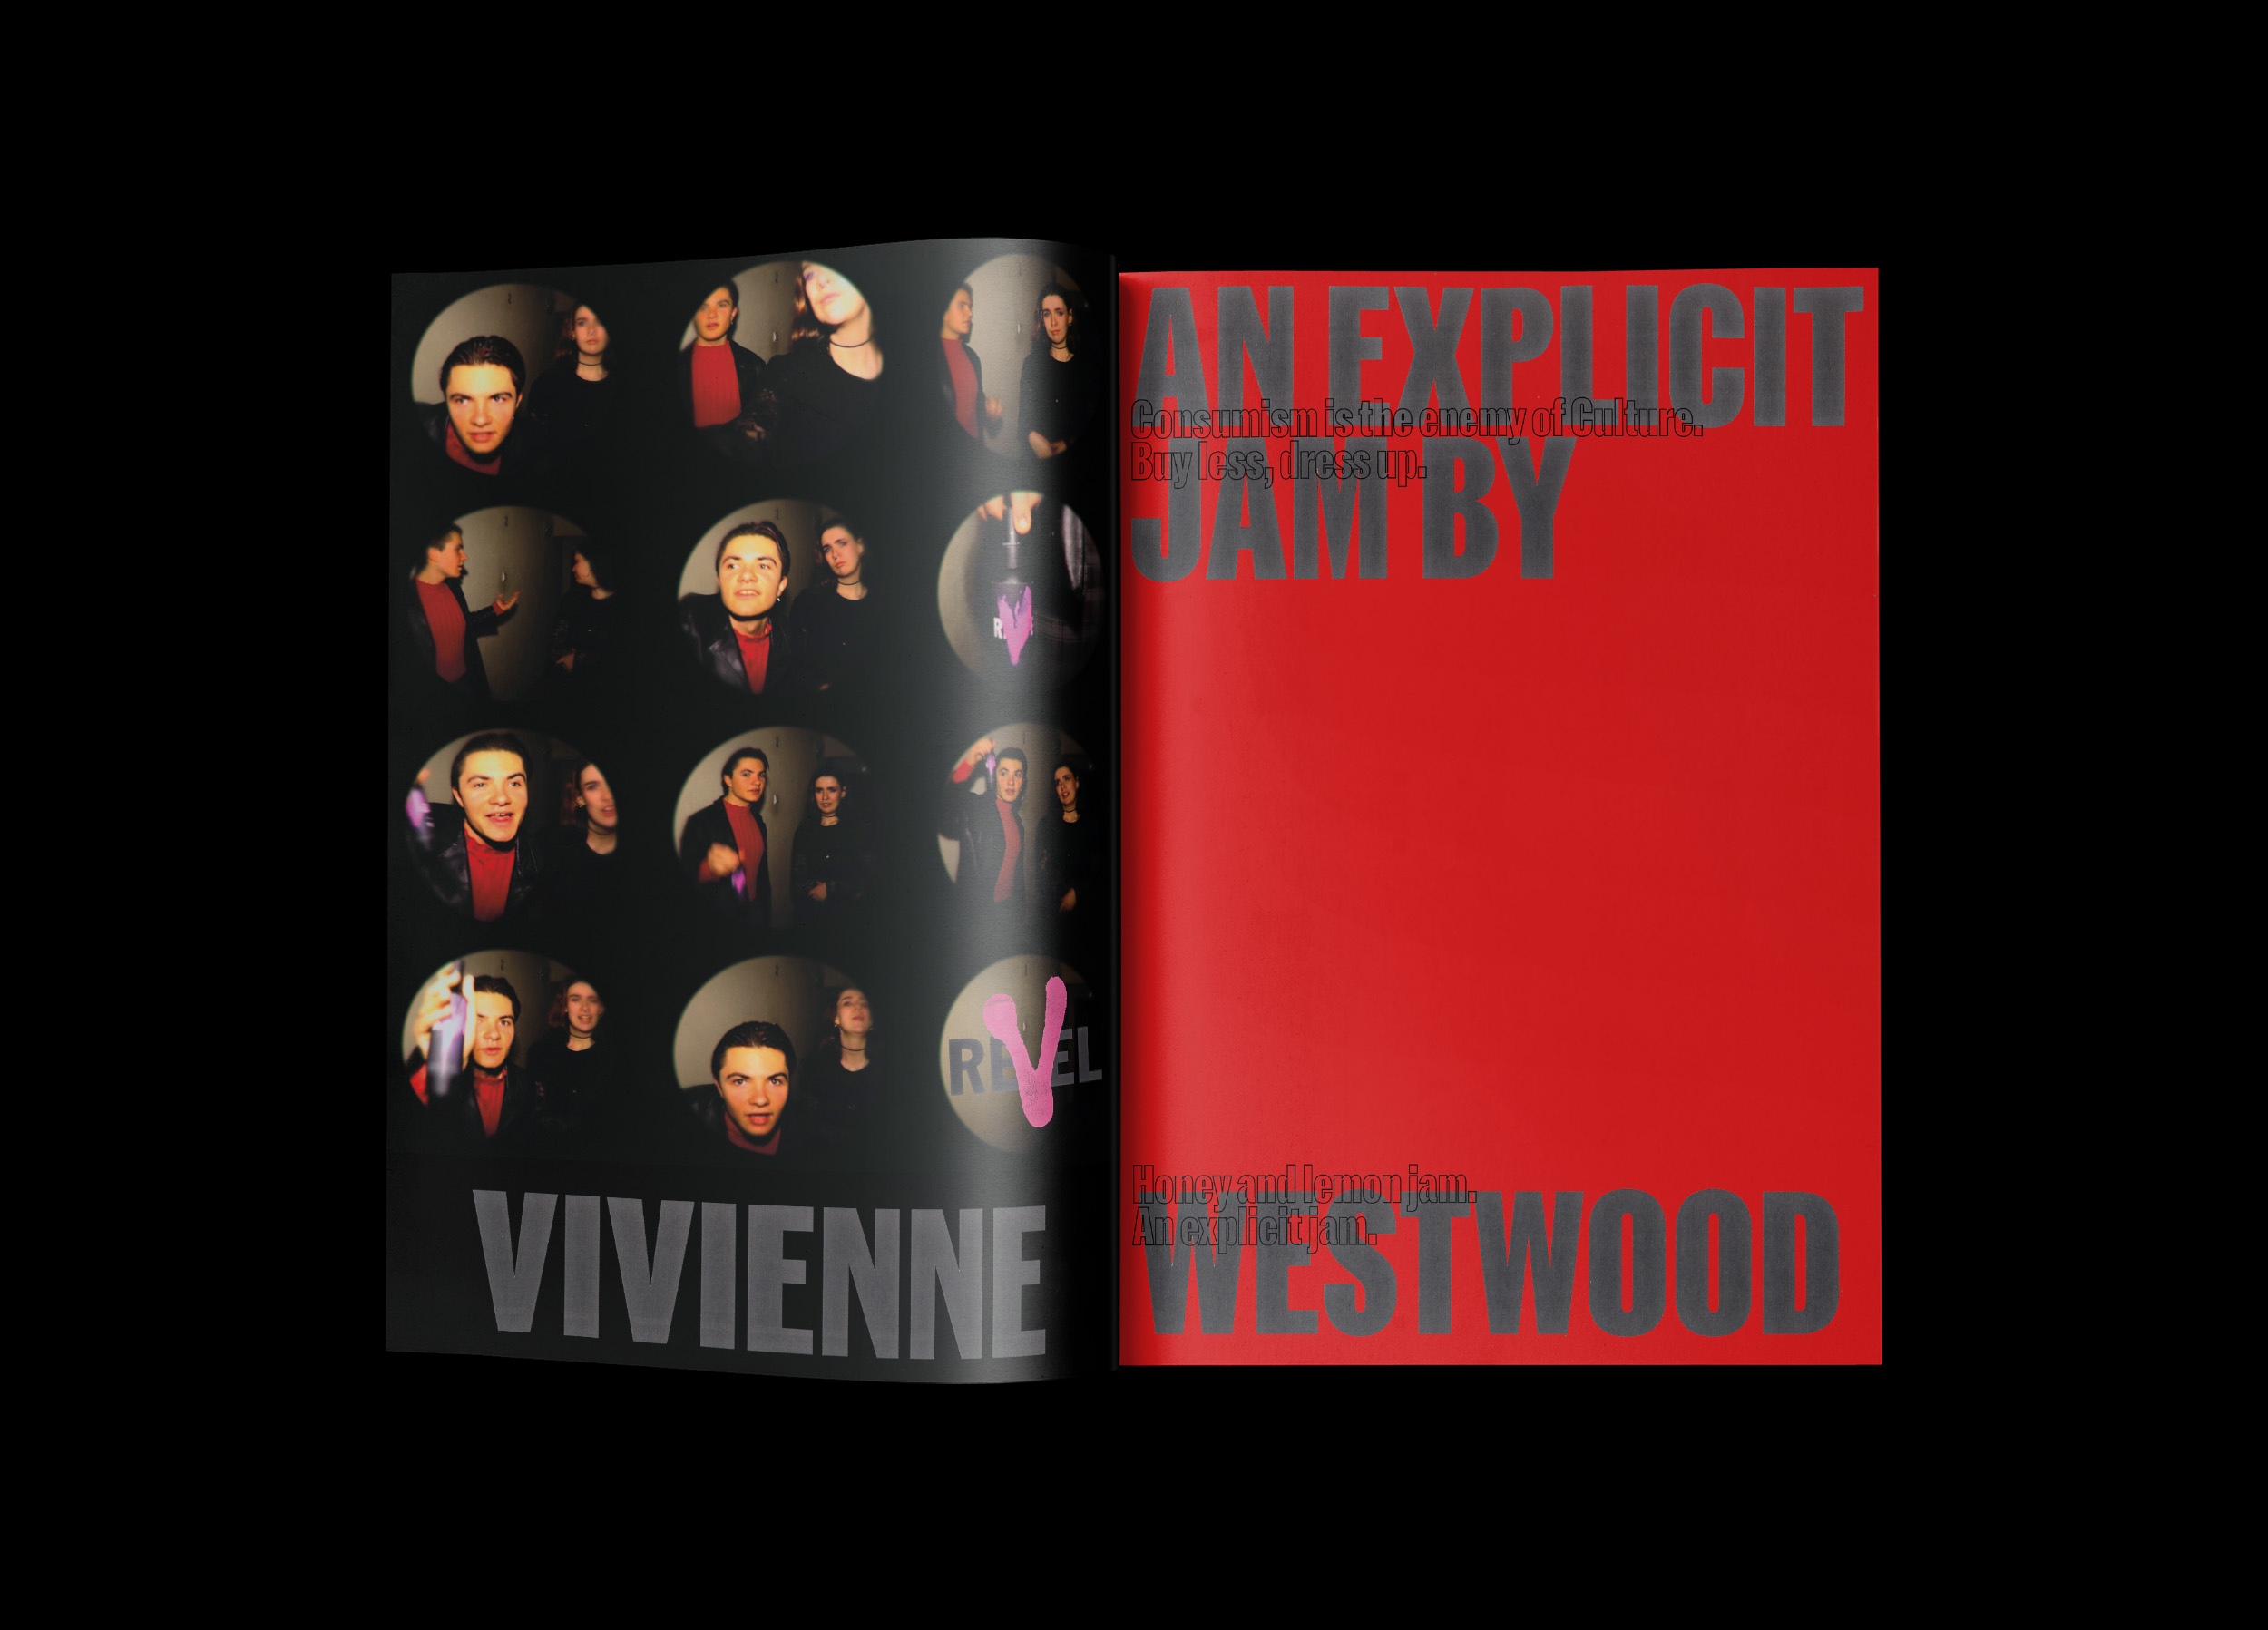 REVEL
VIVIENNE
AN EXPLICIT
Consumism is the enemy of Culture.
Buy less, dress up.
JAM BY
Honey and lemon jam.
An explicit jam.
WESTWOOD